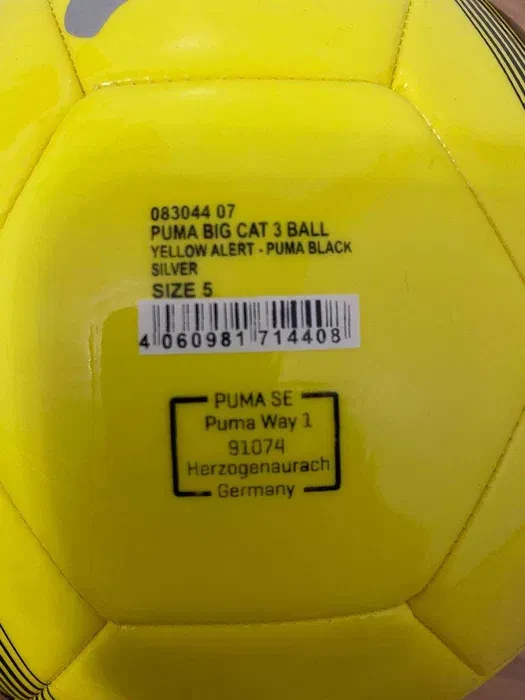 083044 07
PUMA BIG CAT 3 BALL
YELLOW ALERT - PUMA BLACK
SILVER
SIZE 5
4 060981 714408
PUMA SE
Puma Way 1
91074
Herzogenaurach
Germany